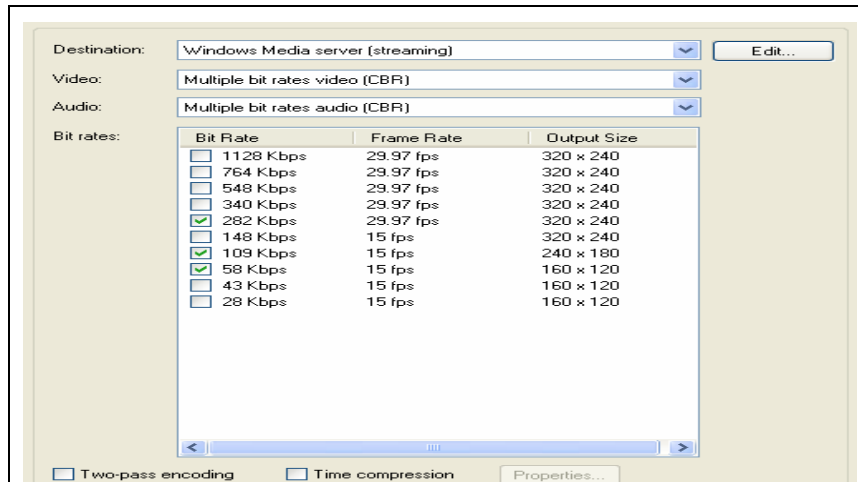 Destination: Windows Media server (streaming) Edit...
Video: Multiple bit rates video (CBR)
Audio: Multiple bit rates audio (CBR)
Bit rates: Bit Rate Frame Rate Output Size
1128 Kbps 29.97 fps 320 x 240
764 Kbps 29.97 fps 320 x 240
548 Kbps 29.97 fps 320 x 240
340 Kbps 29.97 fps 320 x 240
282 Kbps 29.97 fps 320 x 240
148 Kbps 15 fps 320 x 240
109 Kbps 15 fps 240 x 180
58 Kbps 15 fps 160 x 120
43 Kbps 15 fps 160 x 120
28 Kbps 15 fps 160 x 120
Two-pass encoding Time compression Properties...